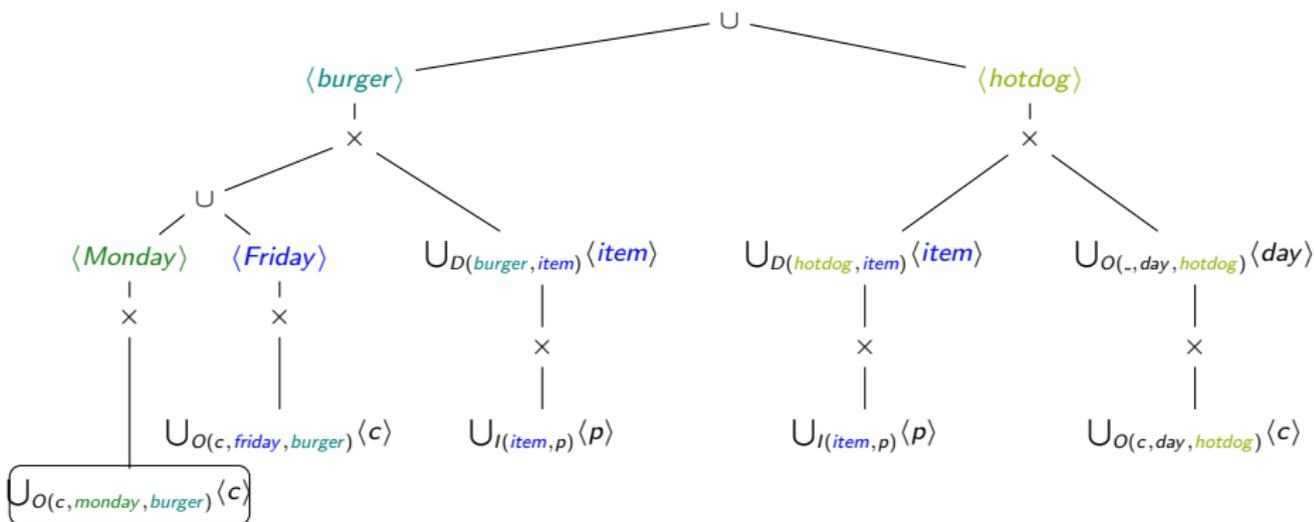 ∪
⟨burger⟩ ⟨hotdog⟩
× ×
∪
⟨Monday⟩ ⟨Friday⟩ ⋃D(burger,item)⟨item⟩ ⋃D(hotdog,item)⟨item⟩ ⋃O(_,day,hotdog)⟨day⟩
× ×
× × ×
⋃O(c,friday,burger)⟨c⟩ ⋃I(item,p)⟨p⟩ ⋃I(item,p)⟨p⟩ ⋃O(c,day,hotdog)⟨c⟩
⋃O(c,monday,burger)⟨c⟩